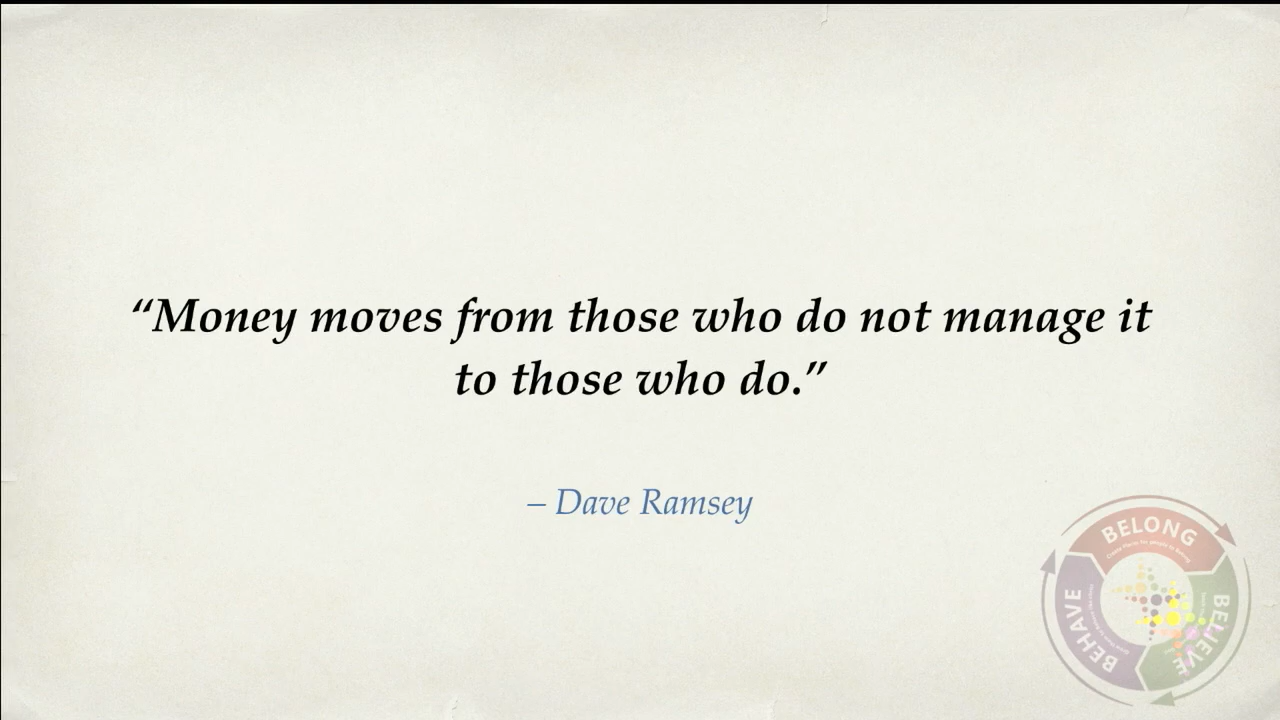 “Money moves from those who do not manage it
to those who do.”
– Dave Ramsey
BELONG
BELIEVE
BEHAVE